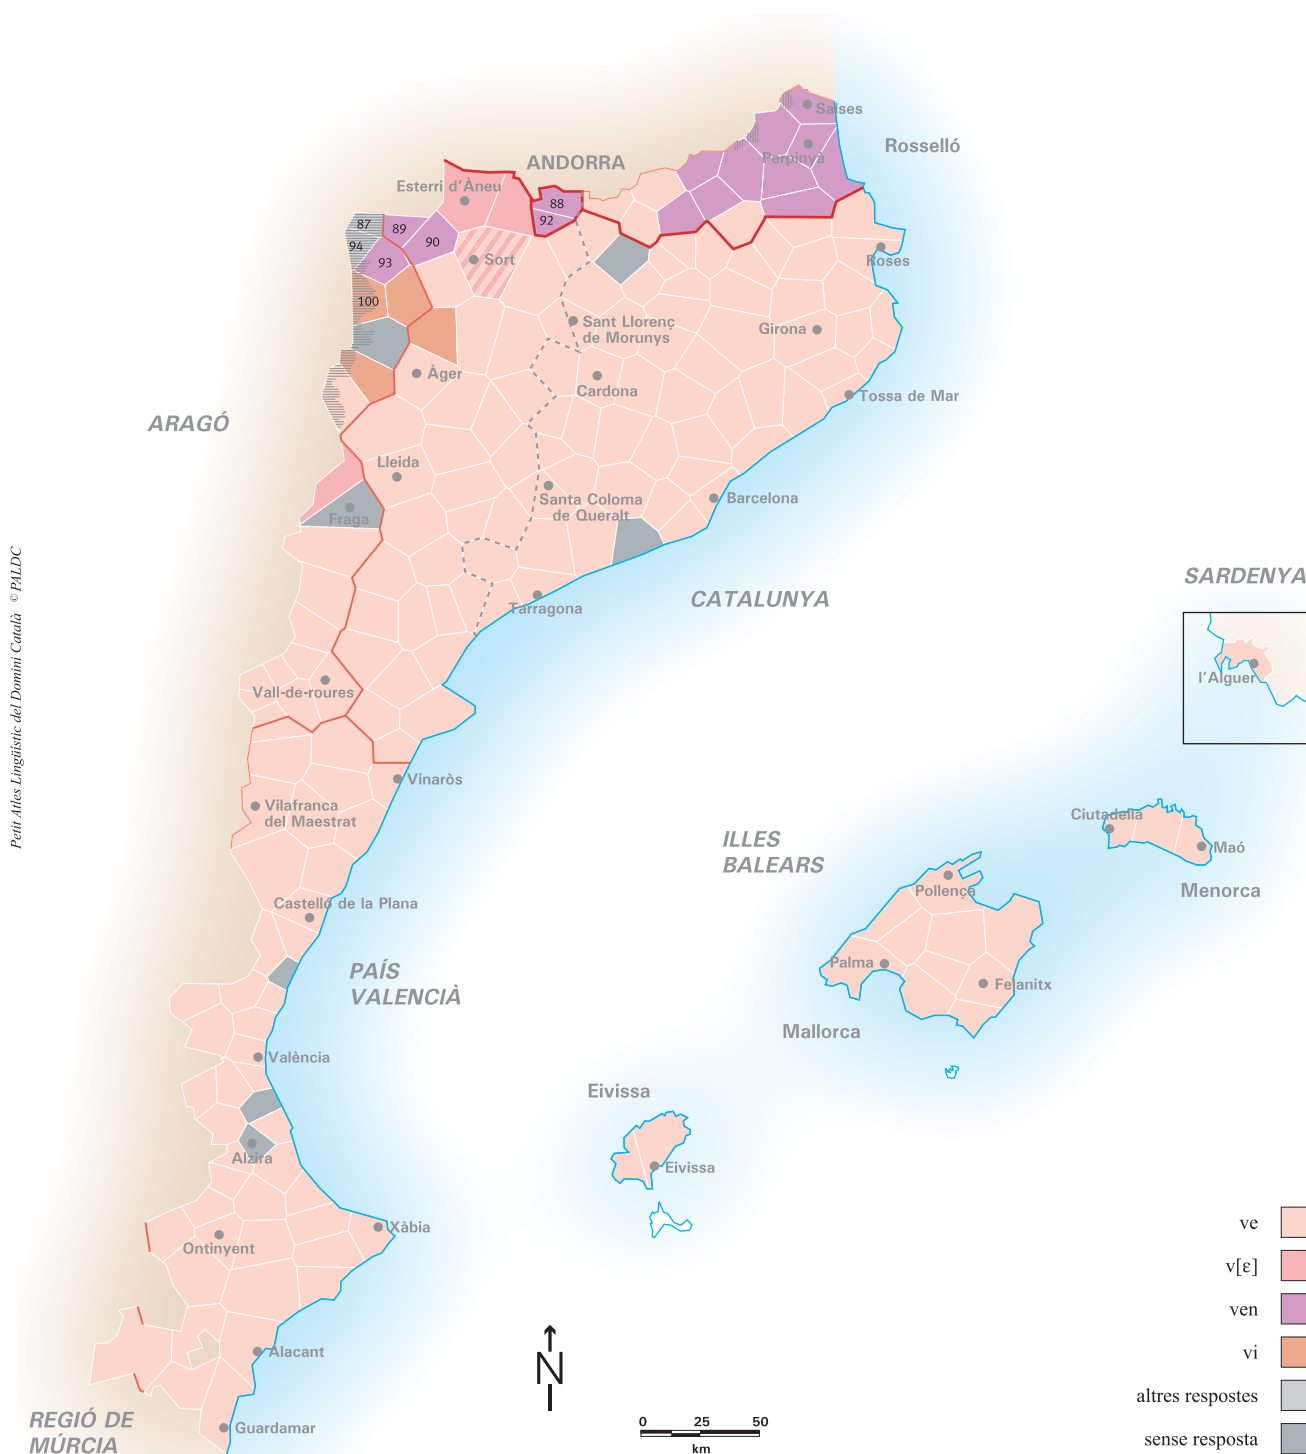 Salses
Rosselló
Perpinyà
ANDORRA
Esterri d'Àneu
88
92
87
89
90
94
93
Sort
Roses
100
Sant Llorenç
de Morunys
Girona
Àger
Cardona
Tossa de Mar
ARAGÓ
Lleida
Santa Coloma
de Queralt
Barcelona
Fraga
Petit Atles Lingüístic del Domini Català © PALDC
SARDENYA
CATALUNYA
Tarragona
l'Alguer
Vall-de-roures
Vinaròs
Vilafranca
del Maestrat
Ciutadella
Maó
ILLES
BALEARS
Pollença
Menorca
Castelló de la Plana
PAÍS
VALENCIÀ
Palma
Felanitx
Mallorca
València
Eivissa
Alzira
Eivissa
Xàbia
Ontinyent
ve
v[ɛ]
ven
vi
altres respostes
sense resposta
Alacant
N
REGIÓ DE
MÚRCIA
Guardamar
0 25 50
km